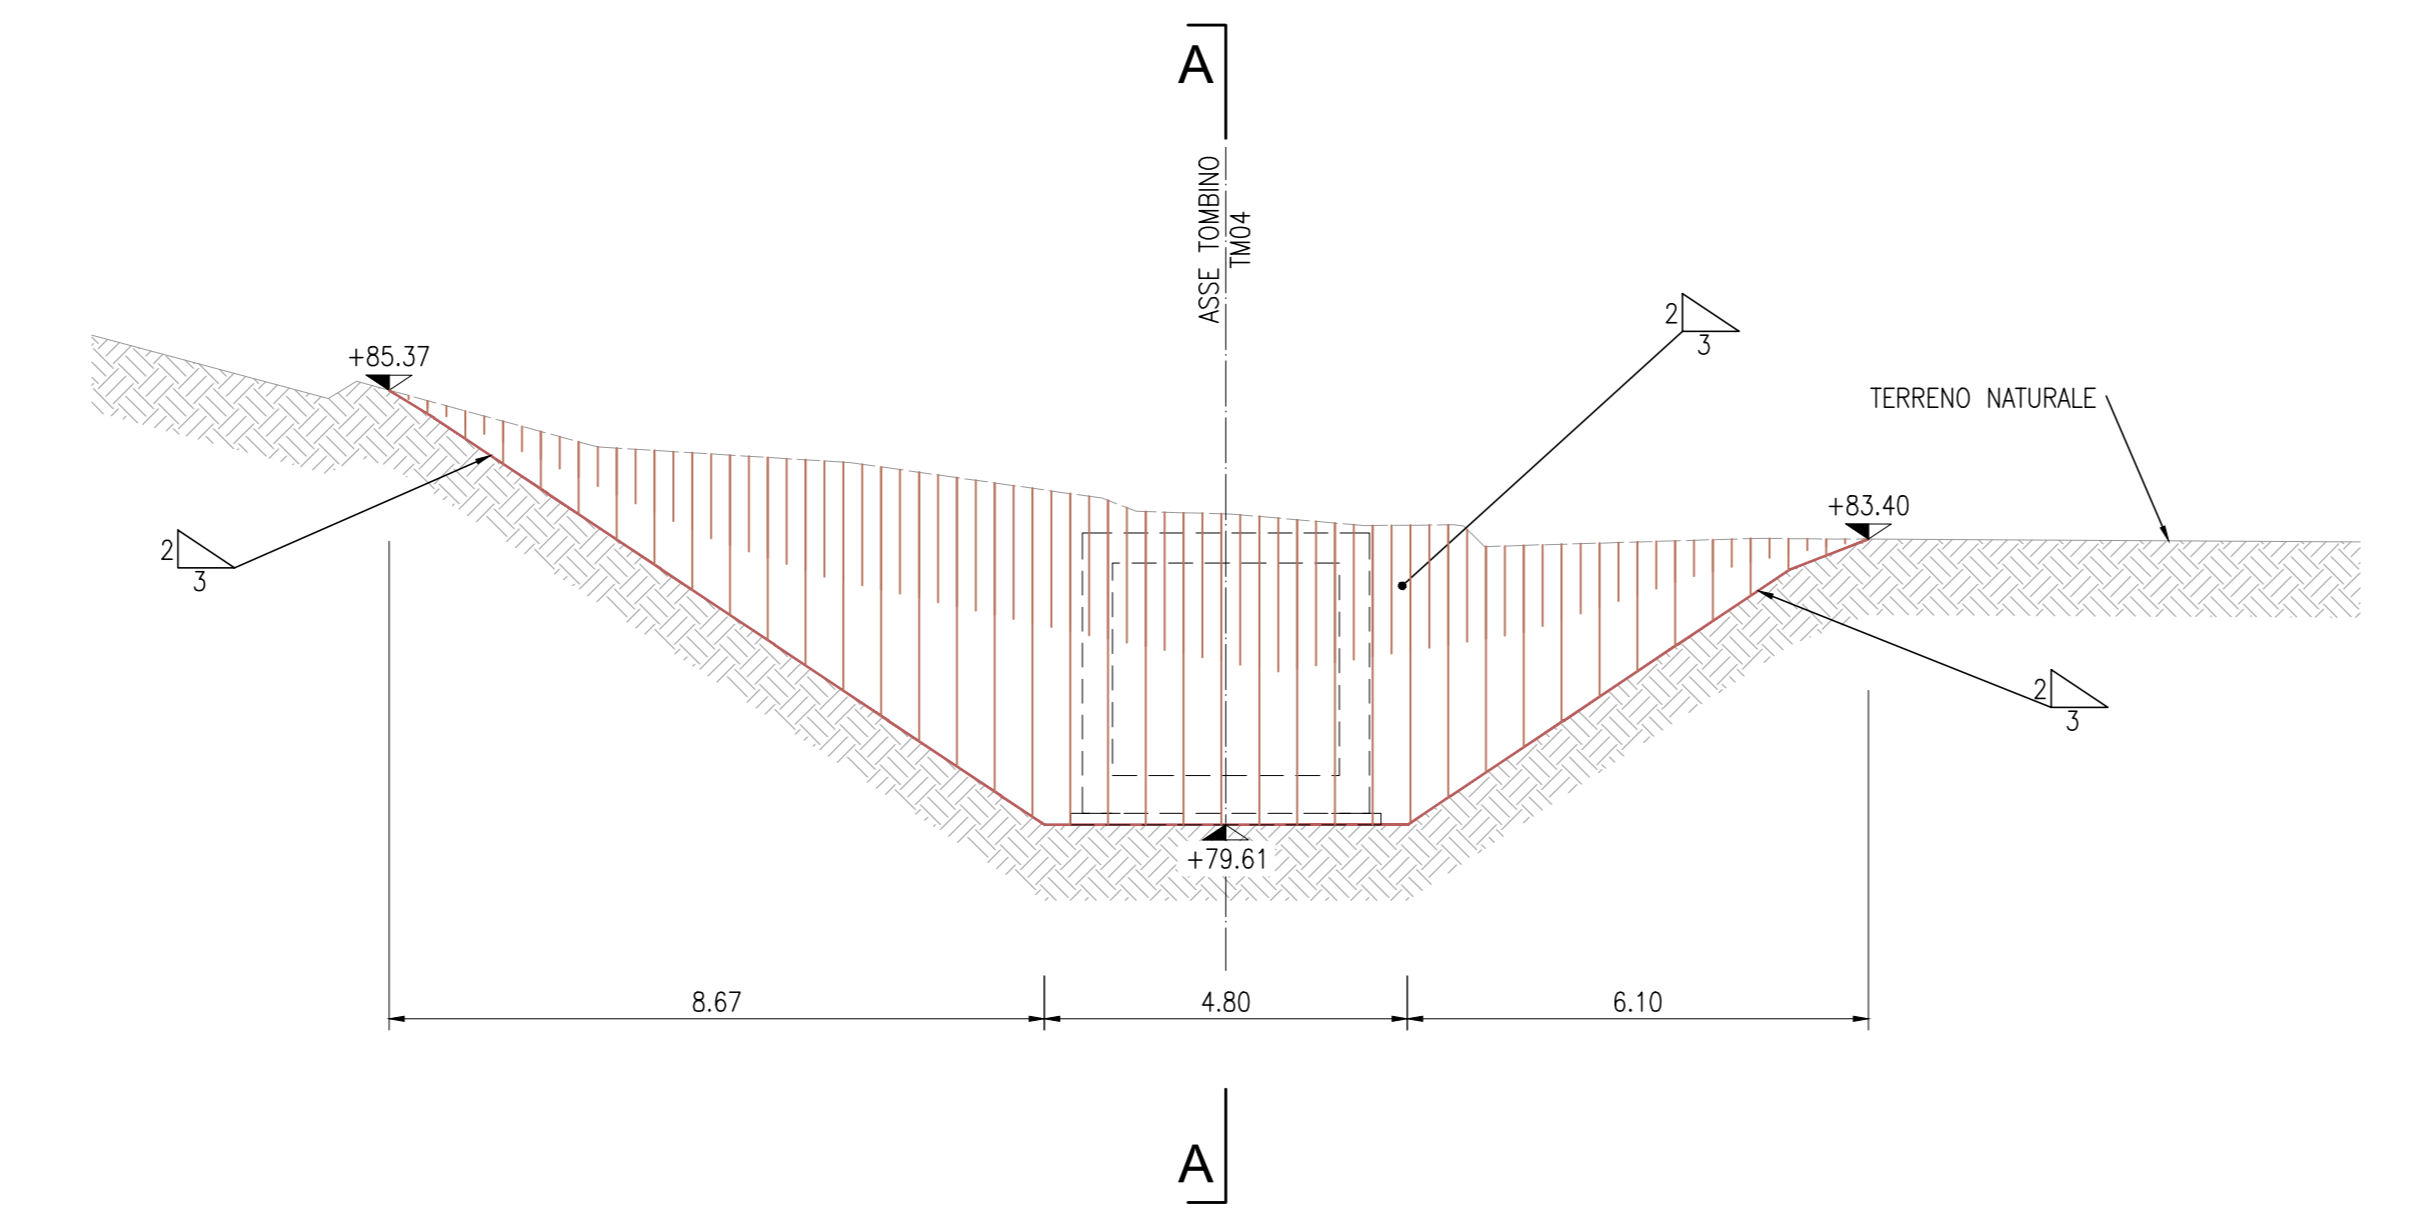 A
ASSE TOMBINO
TM04
2
3
+85.37
TERRENO NATURALE
+83.40
2
3
2
3
+79.61
8.67
4.80
6.10
A